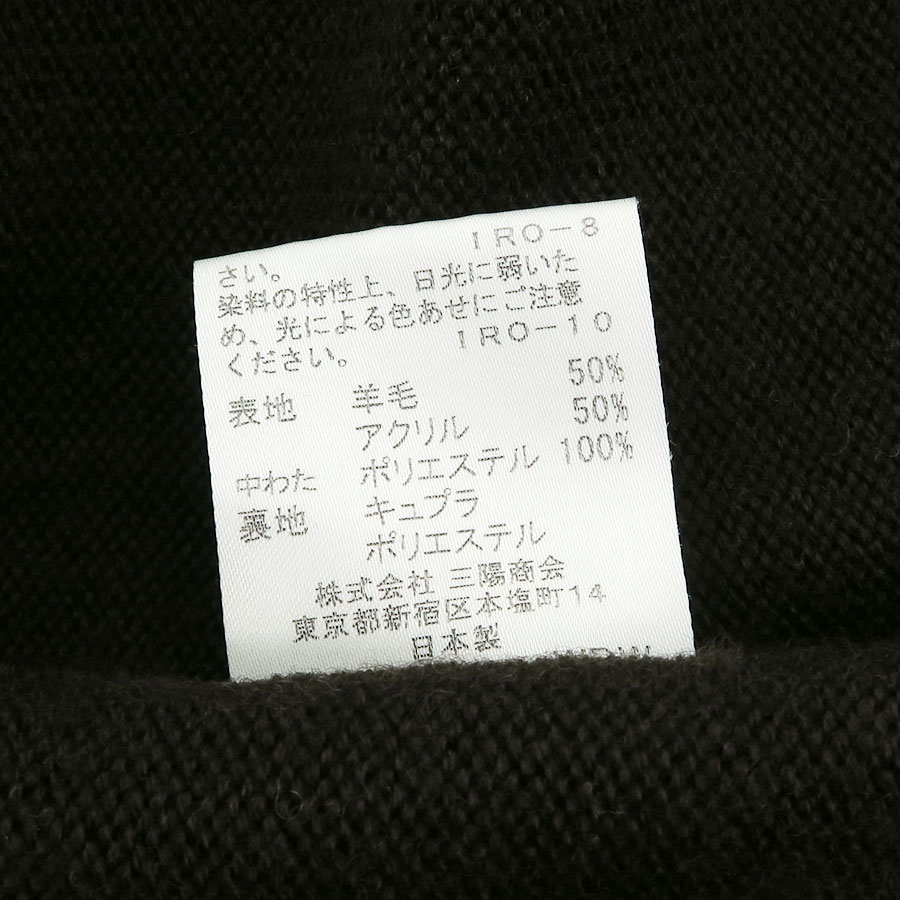 IRO-8
さい。
染料の特性上、日光に弱いた
め、光による色あせにご注意
ください。 IRO-10
表地 羊毛 50%
アクリル 50%
中わた ポリエステル 100%
裏地 キュプラ
ポリエステル
株式会社 三陽商会
東京都新宿区本塩町14
日本製